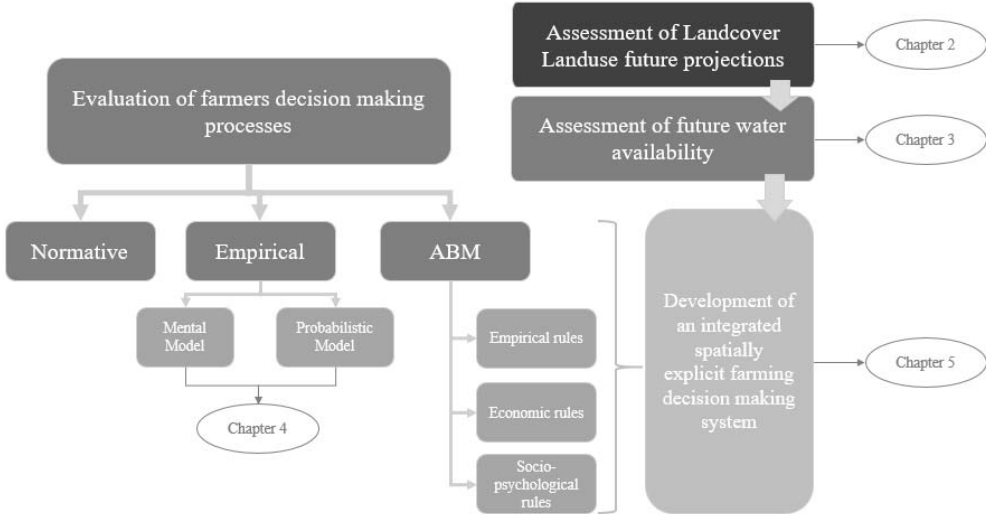 Assessment of Landcover
Landuse future projections
Chapter 2
Evaluation of farmers decision making
processes
Assessment of future water
availability
Chapter 3
Normative
Empirical
ABM
Mental
Model
Probabilistic
Model
Chapter 4
Empirical rules
Economic rules
Socio-
psychological
rules
Development of
an integrated
spatially
explicit farming
decision making
system
Chapter 5